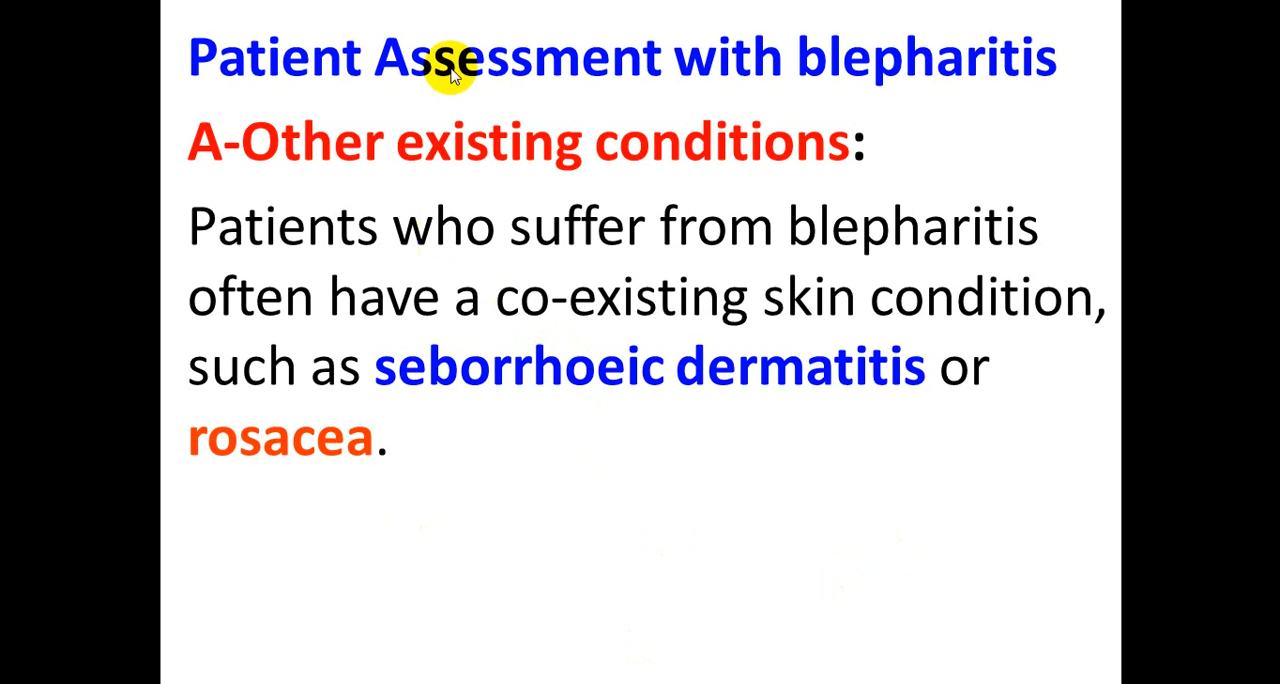 Patient Assessment with blepharitis
A-Other existing conditions:
Patients who suffer from blepharitis
often have a co-existing skin condition,
such as seborrhoeic dermatitis or
rosacea.